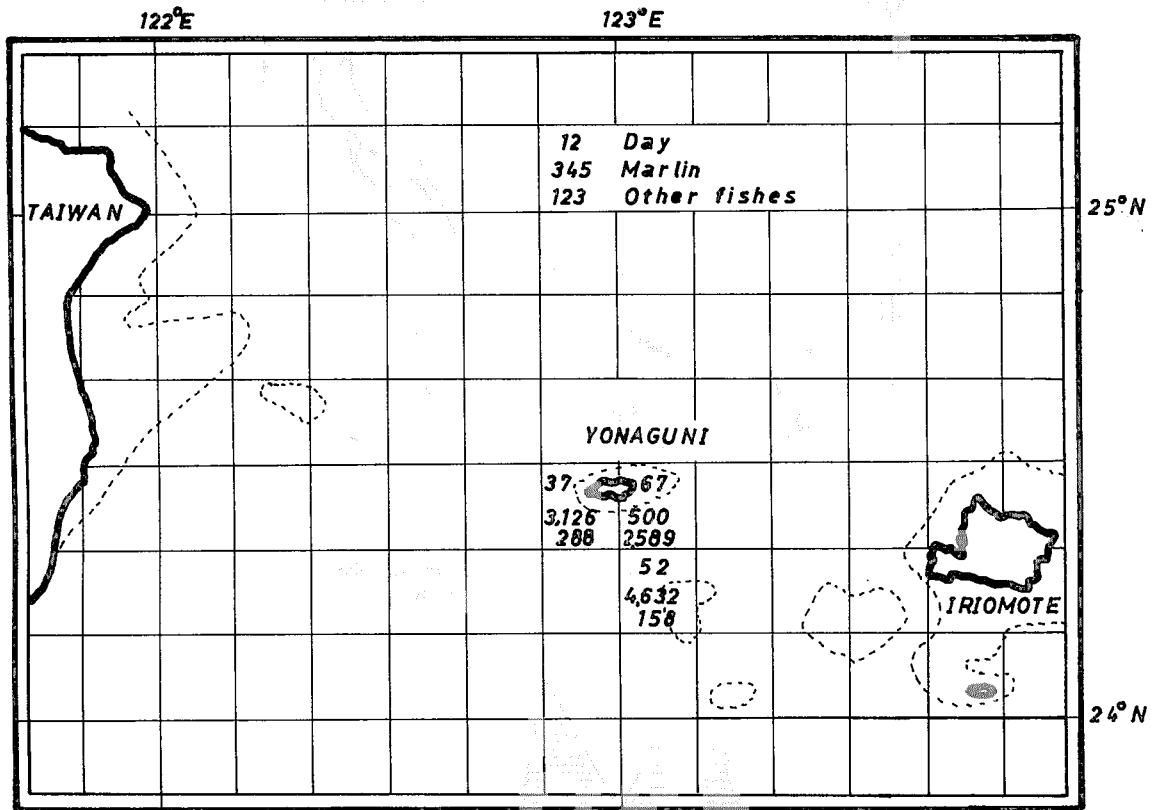 122°E 123°E
12 Day
345 Marlin
123 Other fishes
TAIWAN
25°N
YONAGUNI
37 67
3,126 500
288 2,589
52
4,632
158
IRIOMOTE
24°N